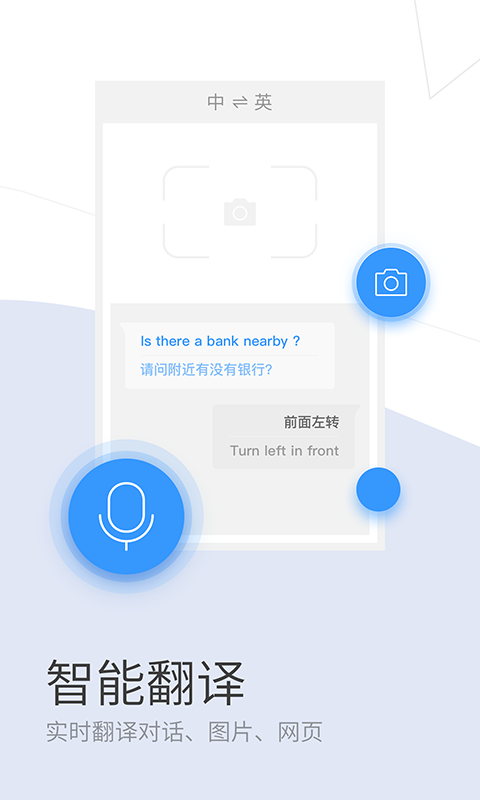 中 ⇌ 英
Is there a bank nearby ?
请问附近有没有银行?
前面左转
Turn left in front
智能翻译
实时翻译对话、图片、网页